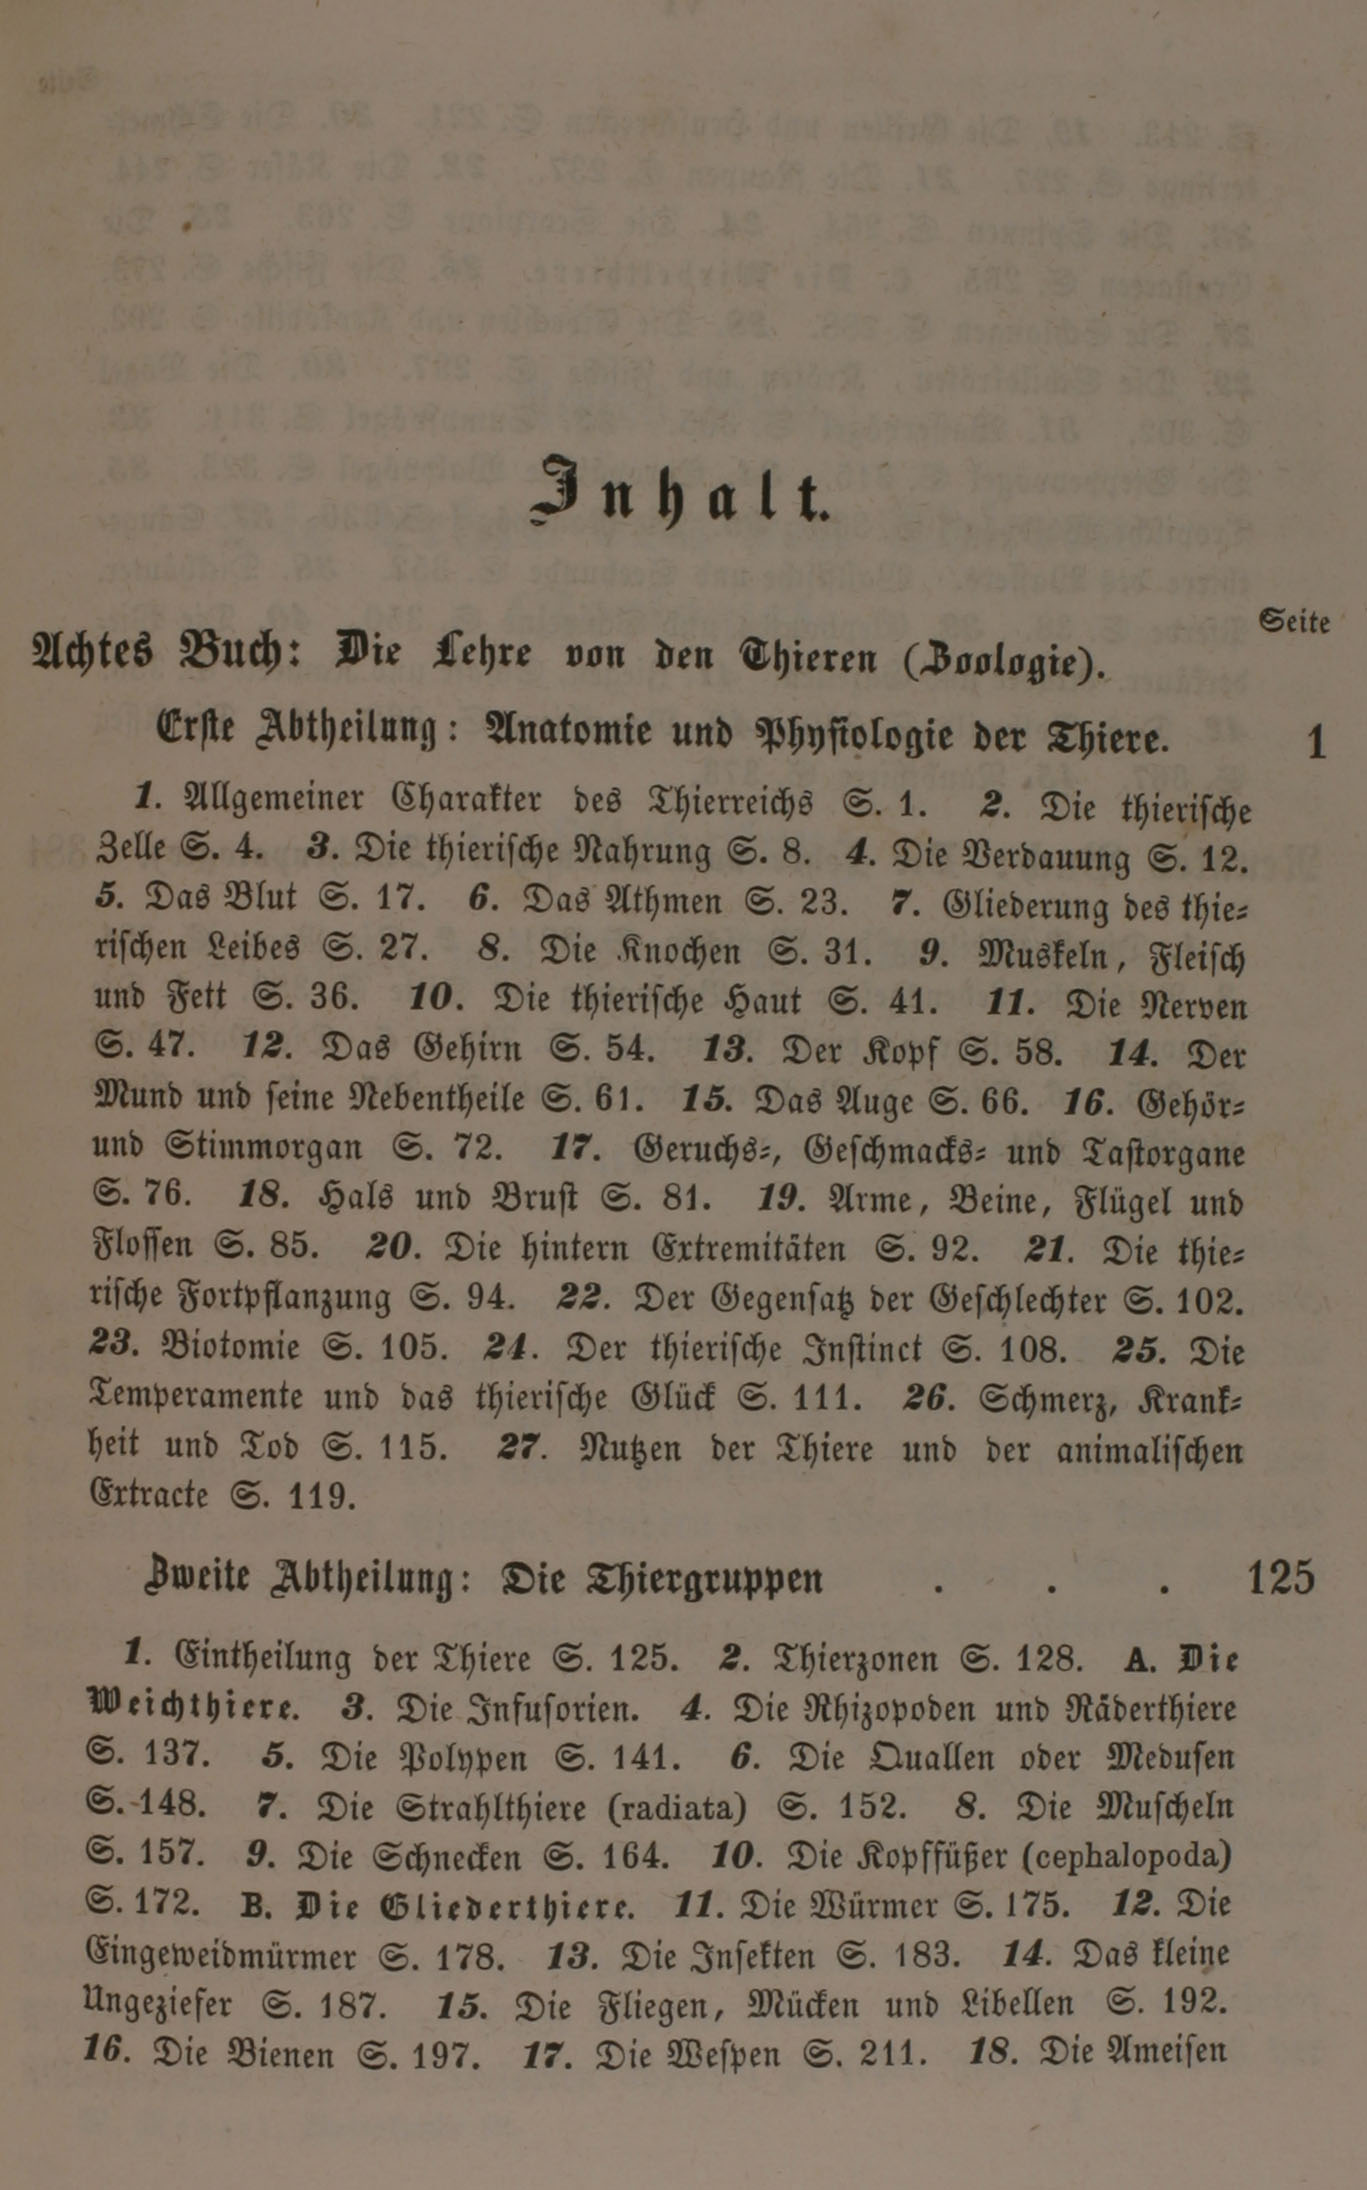 Inhalt.
Seite
Achtes Buch: Die Lehre von den Thieren (Zoologie).
Erste Abtheilung: Anatomie und Physiologie der Thiere. 1
1. Allgemeiner Charakter des Thierreichs S. 1. 2. Die thierische
Zelle S. 4. 3. Die thierische Nahrung S. 8. 4. Die Verdauung S. 12.
5. Das Blut S. 17. 6. Das Athmen S. 23. 7. Gliederung des thie-
rischen Leibes S. 27. 8. Die Knochen S. 31. 9. Muskeln, Fleisch
und Fett S. 36. 10. Die thierische Haut S. 41. 11. Die Nerven
S. 47. 12. Das Gehirn S. 54. 13. Der Kopf S. 58. 14. Der
Mund und seine Nebentheile S. 61. 15. Das Auge S. 66. 16. Gehör-
und Stimmorgan S. 72. 17. Geruchs-, Geschmacks- und Tastorgane
S. 76. 18. Hals und Brust S. 81. 19. Arme, Beine, Flügel und
Flossen S. 85. 20. Die hintern Extremitäten S. 92. 21. Die thie-
rische Fortpflanzung S. 94. 22. Der Gegensatz der Geschlechter S. 102.
23. Biotomie S. 105. 24. Der thierische Instinct S. 108. 25. Die
Temperamente und das thierische Glück S. 111. 26. Schmerz, Krank-
heit und Tod S. 115. 27. Nutzen der Thiere und der animalischen
Extracte S. 119.
Zweite Abtheilung: Die Thiergruppen . . . 125
1. Eintheilung der Thiere S. 125. 2. Thierzonen S. 128. A. Die
Weichthiere. 3. Die Infusorien. 4. Die Rhizopoden und Räderthiere
S. 137. 5. Die Polypen S. 141. 6. Die Quallen oder Medusen
S. 148. 7. Die Strahlthiere (radiata) S. 152. 8. Die Muscheln
S. 157. 9. Die Schnecken S. 164. 10. Die Kopffüßer (cephalopoda)
S. 172. B. Die Gliederthiere. 11. Die Würmer S. 175. 12. Die
Eingeweidmürmer S. 178. 13. Die Insekten S. 183. 14. Das kleine
Ungeziefer S. 187. 15. Die Fliegen, Mücken und Libellen S. 192.
16. Die Bienen S. 197. 17. Die Wespen S. 211. 18. Die Ameisen